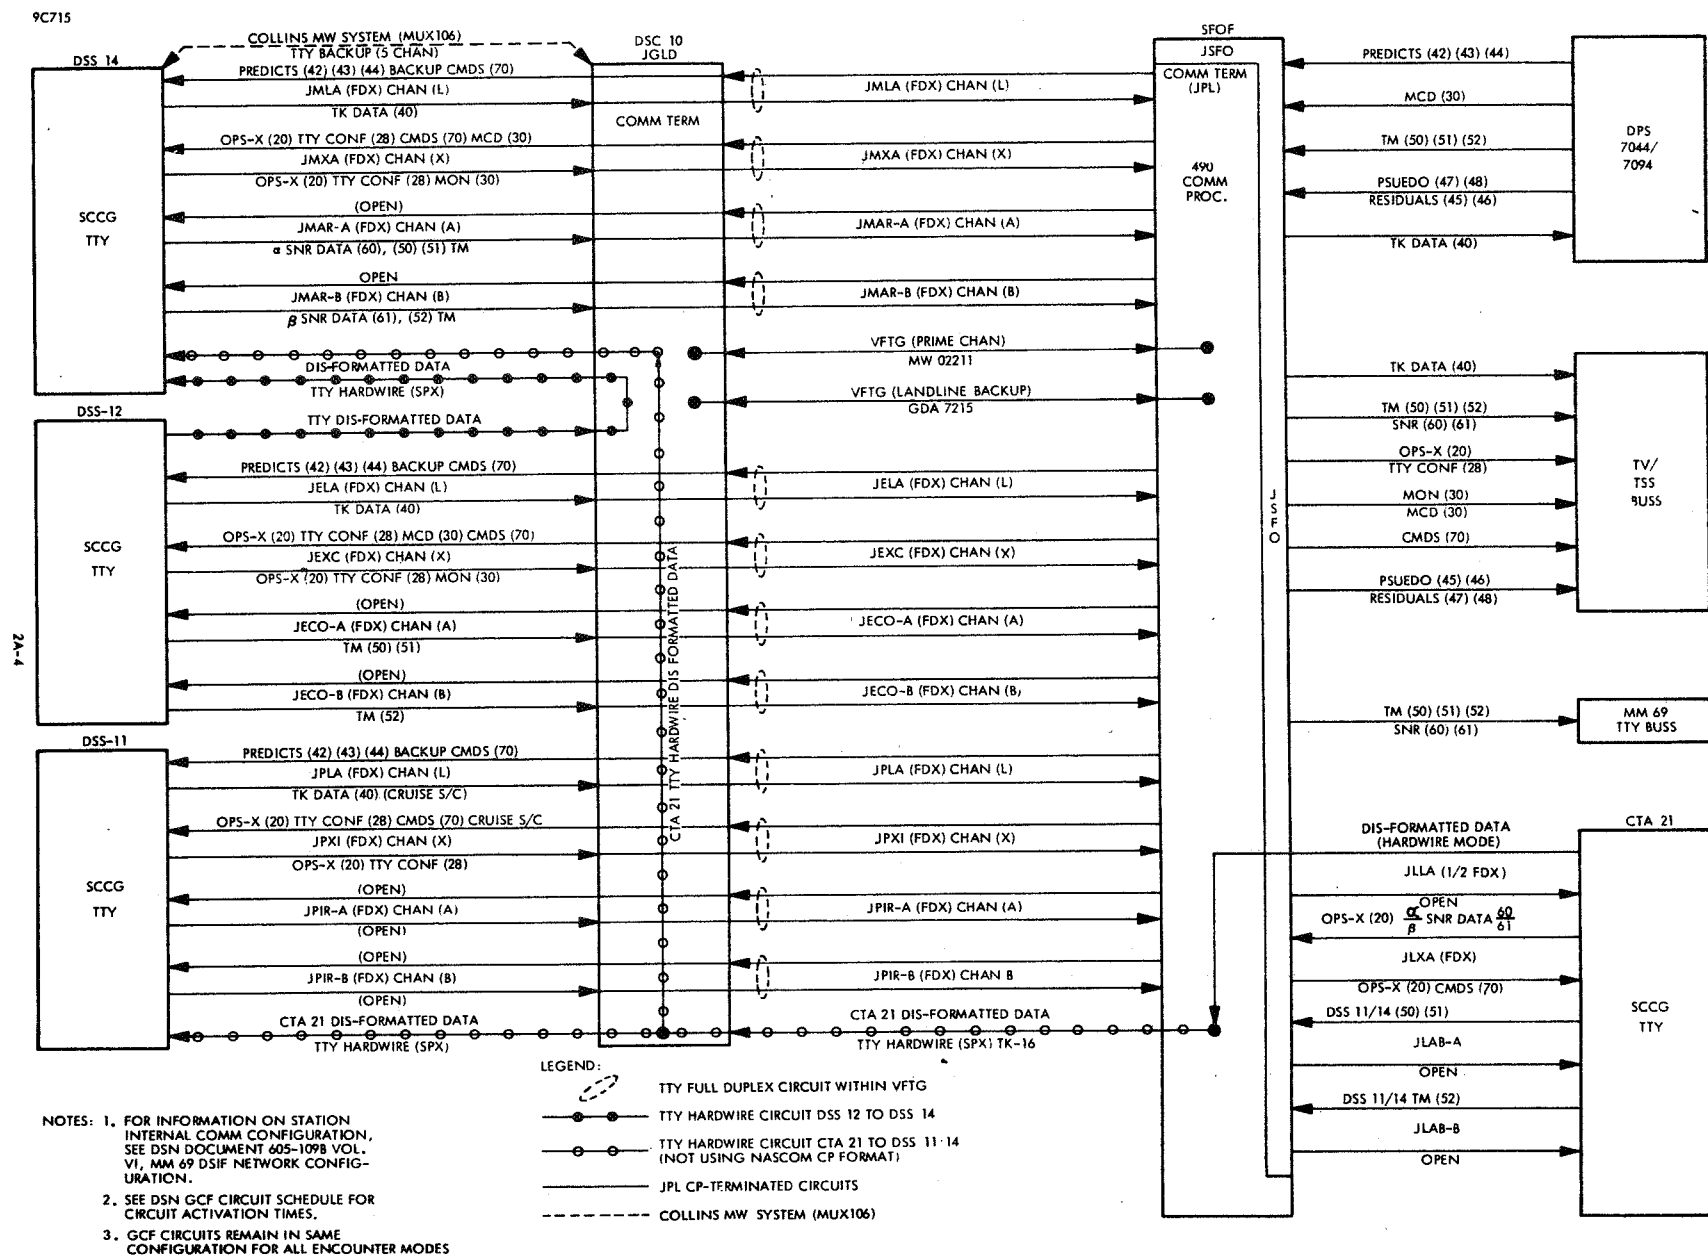 9C715
COLLINS MW SYSTEM (MUX106)
TTY BACKUP (5 CHAN)
DSS 14
SCCG
TTY
PREDICTS (42) (43) (44) BACKUP CMDS (70)
JMLA (FDX) CHAN (L)
TK DATA (40)
OPS-X (20) TTY CONF (28) CMDS (70) MCD (30)
JMXA (FDX) CHAN (X)
OPS-X (20) TTY CONF (28) MON (30)
(OPEN)
JMAR-A (FDX) CHAN (A)
α SNR DATA (60), (50) (51) TM
OPEN
JMAR-B (FDX) CHAN (B)
β SNR DATA (61), (52) TM
DIS-FORMATTED DATA
TTY HARDWIRE (SPX)
DSS-12
SCCG
TTY
TTY DIS-FORMATTED DATA
PREDICTS (42) (43) (44) BACKUP CMDS (70)
JELA (FDX) CHAN (L)
TK DATA (40)
OPS-X (20) TTY CONF (28) MCD (30) CMDS (70)
JEXC (FDX) CHAN (X)
OPS-X (20) TTY CONF (28) MON (30)
(OPEN)
JECO-A (FDX) CHAN (A)
TM (50) (51)
(OPEN)
JECO-B (FDX) CHAN (B)
TM (52)
DSS-11
SCCG
TTY
PREDICTS (42) (43) (44) BACKUP CMDS (70)
JPLA (FDX) CHAN (L)
TK DATA (40) (CRUISE S/C)
OPS-X (20) TTY CONF (28) CMDS (70) CRUISE S/C
JPXI (FDX) CHAN (X)
OPS-X (20) TTY CONF (28)
(OPEN)
JPIR-A (FDX) CHAN (A)
(OPEN)
(OPEN)
JPIR-B (FDX) CHAN (B)
(OPEN)
CTA 21 DIS-FORMATTED DATA
TTY HARDWIRE (SPX)
2A-4
DSC 10
JGLD
COMM TERM
CTA 21 TTY HARDWIRE DIS FORMATTED DATA
JMLA (FDX) CHAN (L)
JMXA (FDX) CHAN (X)
JMAR-A (FDX) CHAN (A)
JMAR-B (FDX) CHAN (B)
VFTG (PRIME CHAN)
MW 02211
VFTG (LANDLINE BACKUP)
GDA 7215
JELA (FDX) CHAN (L)
JEXC (FDX) CHAN (X)
JECO-A (FDX) CHAN (A)
JECO-B (FDX) CHAN (B)
JPLA (FDX) CHAN (L)
JPXI (FDX) CHAN (X)
JPIR-A (FDX) CHAN (A)
JPIR-B (FDX) CHAN B
CTA 21 DIS-FORMATTED DATA
TTY HARDWIRE (SPX) TK-16
SFOF
JSFO
COMM TERM
(JPL)
490
COMM
PROC.
JSFO
PREDICTS (42) (43) (44)
MCD (30)
TM (50) (51) (52)
PSUEDO (47) (48)
RESIDUALS (45) (46)
TK DATA (40)
DPS
7044/
7094
TK DATA (40)
TM (50) (51) (52)
SNR (60) (61)
OPS-X (20)
TTY CONF (28)
MON (30)
MCD (30)
CMDS (70)
PSUEDO (45) (46)
RESIDUALS (47) (48)
TV/
TSS
BUSS
TM (50) (51) (52)
SNR (60) (61)
MM 69
TTY BUSS
CTA 21
DIS-FORMATTED DATA
(HARDWIRE MODE)
JLLA (1/2 FDX)
OPEN
OPS-X (20) α/β SNR DATA 60/61
JLXA (FDX)
OPS-X (20) CMDS (70)
DSS 11/14 (50) (51)
JLAB-A
OPEN
DSS 11/14 TM (52)
JLAB-B
OPEN
SCCG
TTY
LEGEND:
TTY FULL DUPLEX CIRCUIT WITHIN VFTG
TTY HARDWIRE CIRCUIT DSS 12 TO DSS 14
TTY HARDWIRE CIRCUIT CTA 21 TO DSS 11-14
(NOT USING NASCOM CP FORMAT)
JPL CP-TERMINATED CIRCUITS
COLLINS MW SYSTEM (MUX106)
NOTES: 1. FOR INFORMATION ON STATION
INTERNAL COMM CONFIGURATION,
SEE DSN DOCUMENT 605-109B VOL.
VI, MM 69 DSIF NETWORK CONFIG-
URATION.
2. SEE DSN GCF CIRCUIT SCHEDULE FOR
CIRCUIT ACTIVATION TIMES.
3. GCF CIRCUITS REMAIN IN SAME
CONFIGURATION FOR ALL ENCOUNTER MODES